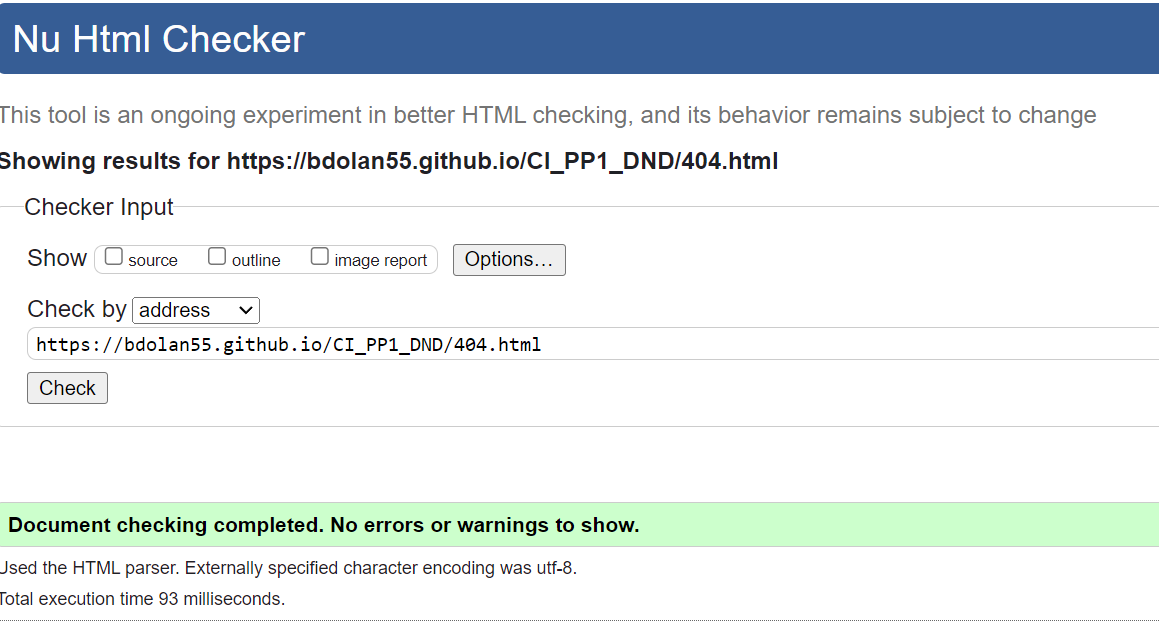 Nu Html Checker
This tool is an ongoing experiment in better HTML checking, and its behavior remains subject to change
Showing results for https://bdolan55.github.io/CI_PP1_DND/404.html
Checker Input
Show source outline image report Options...
Check by address
https://bdolan55.github.io/CI_PP1_DND/404.html
Check
Document checking completed. No errors or warnings to show.
Used the HTML parser. Externally specified character encoding was utf-8.
Total execution time 93 milliseconds.